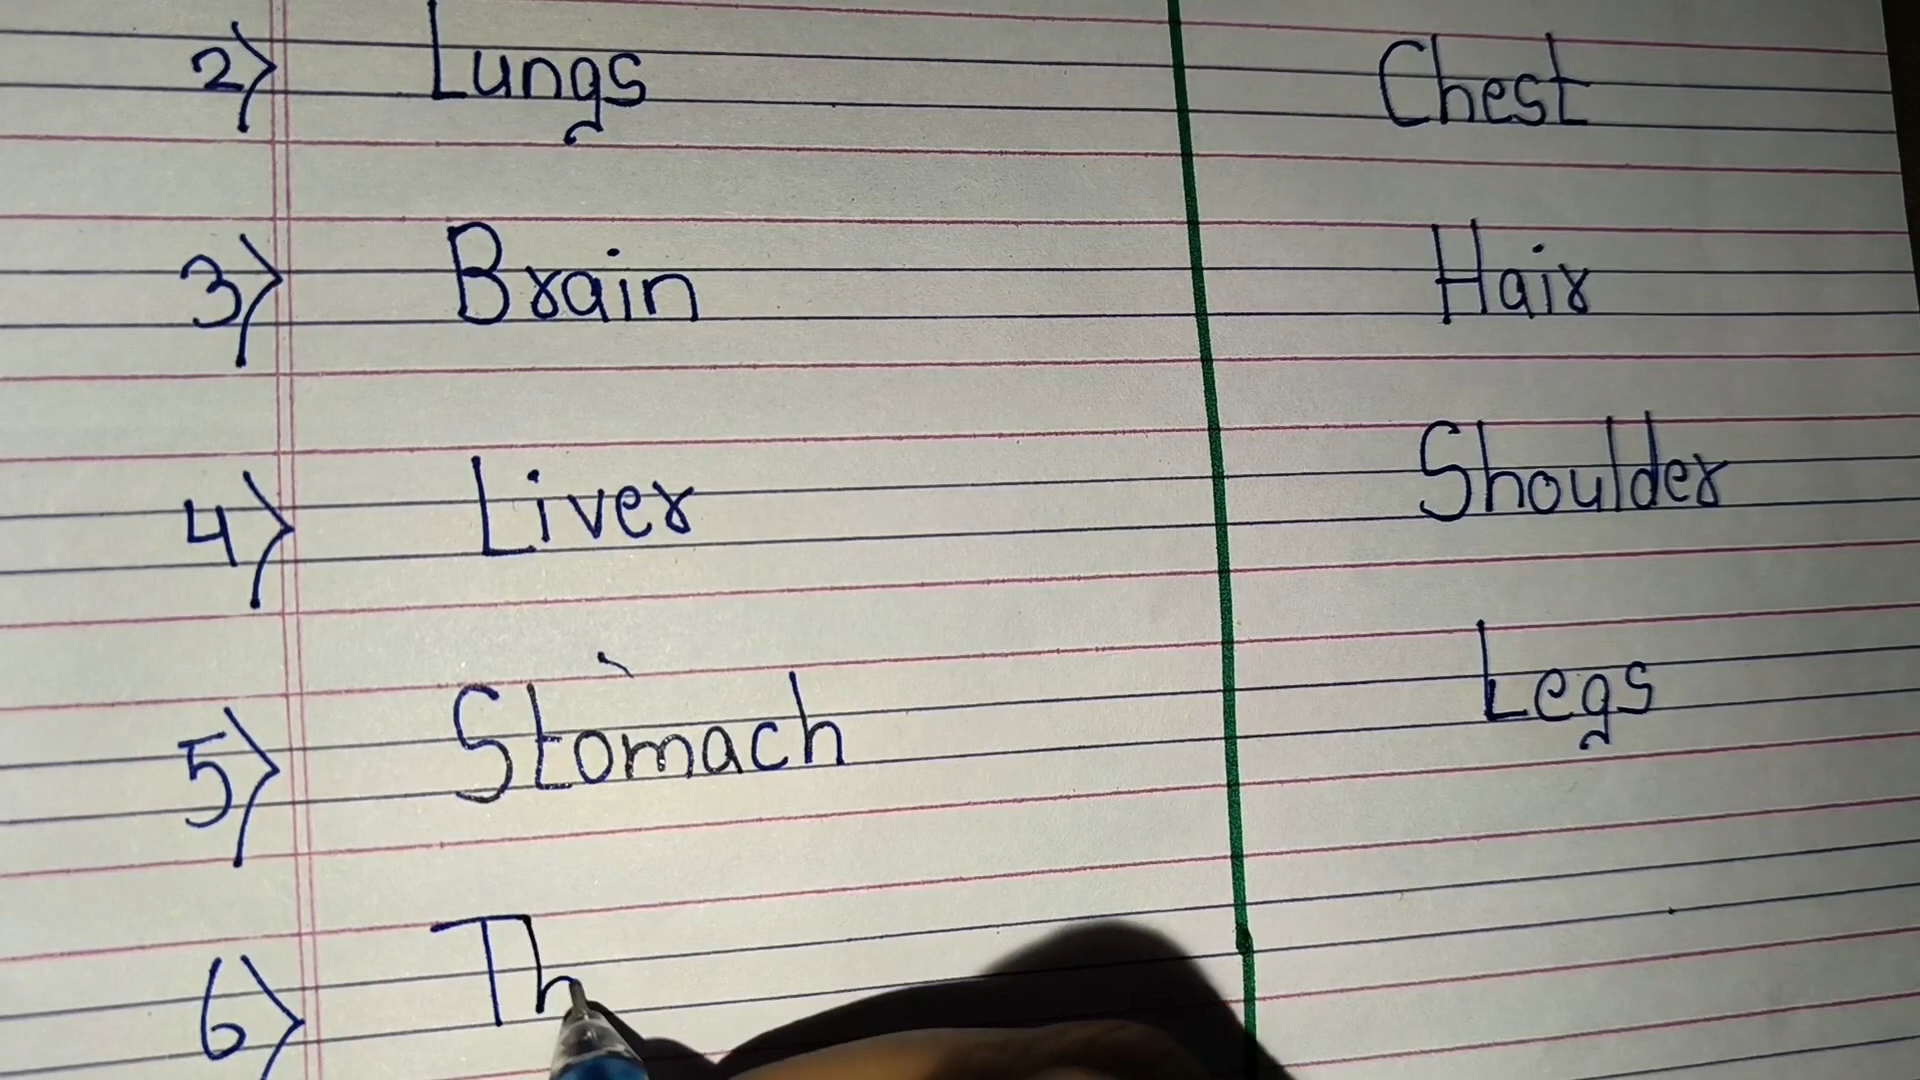 2) Lungs Chest
3) Brain Hair
4) Liver Shoulder
5) Stomach Legs
6) Th